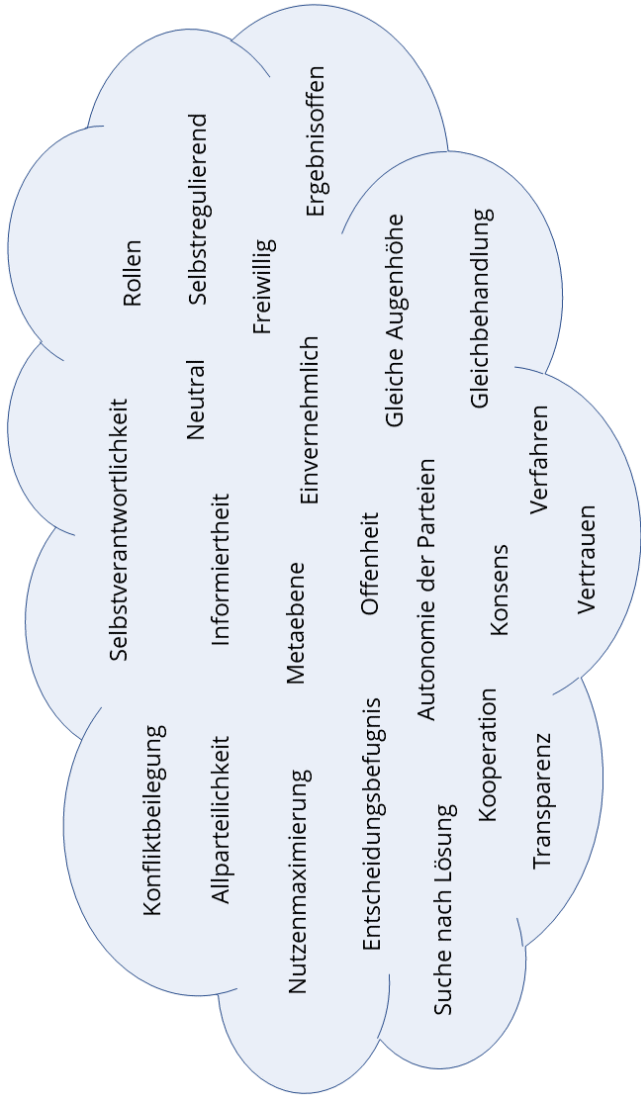 Selbstverantwortlichkeit
Rollen
Konfliktbeilegung
Neutral
Selbstregulierend
Allparteilichkeit
Informiertheit
Freiwillig
Nutzenmaximierung
Metaebene
Einvernehmlich
Ergebnisoffen
Entscheidungsbefugnis
Offenheit
Gleiche Augenhöhe
Suche nach Lösung
Autonomie der Parteien
Gleichbehandlung
Kooperation
Konsens
Verfahren
Transparenz
Vertrauen